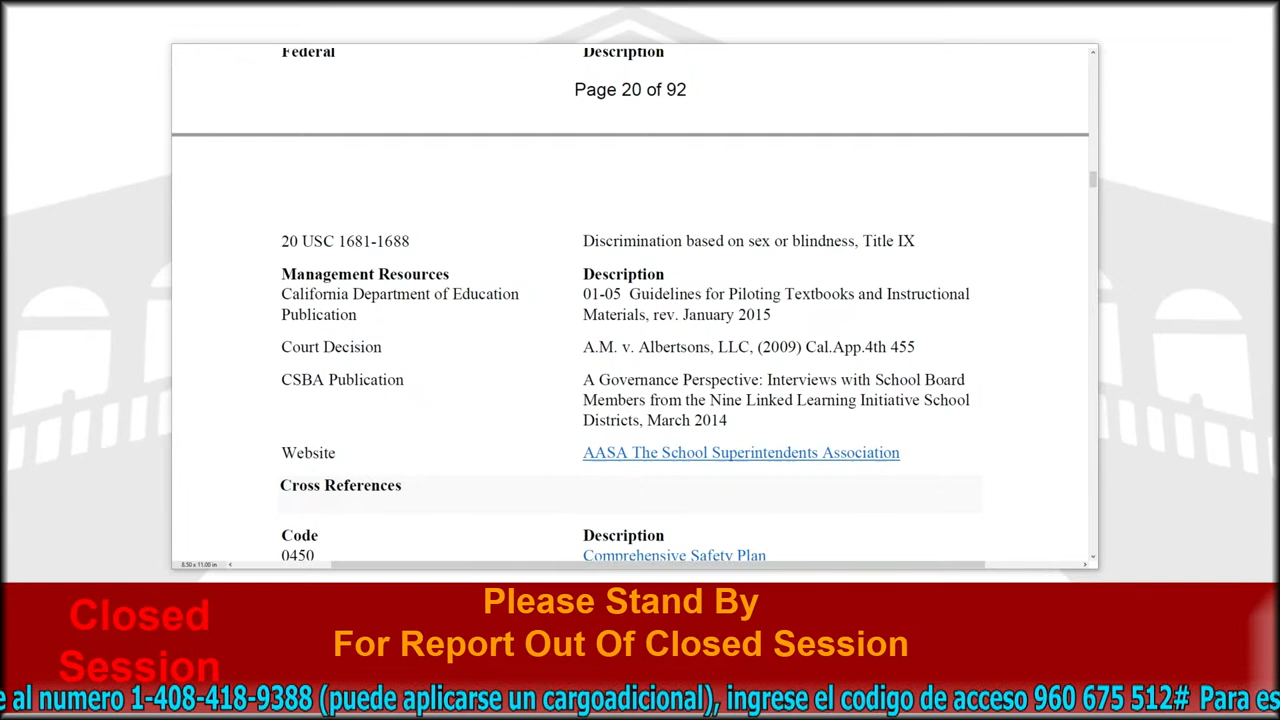 Federal Description
Page 20 of 92
20 USC 1681-1688 Discrimination based on sex or blindness, Title IX
Management Resources Description
California Department of Education 01-05 Guidelines for Piloting Textbooks and Instructional
Publication Materials, rev. January 2015
Court Decision A.M. v. Albertsons, LLC, (2009) Cal.App.4th 455
CSBA Publication A Governance Perspective: Interviews with School Board
Members from the Nine Linked Learning Initiative School
Districts, March 2014
Website AASA The School Superintendents Association
Cross References
Code Description
0450 Comprehensive Safety Plan
8.50 x 11.00 in
Closed
Session
Please Stand By
For Report Out Of Closed Session
e al numero 1-408-418-9388 (puede aplicarse un cargoadicional), ingrese el codigo de acceso 960 675 512# Para es